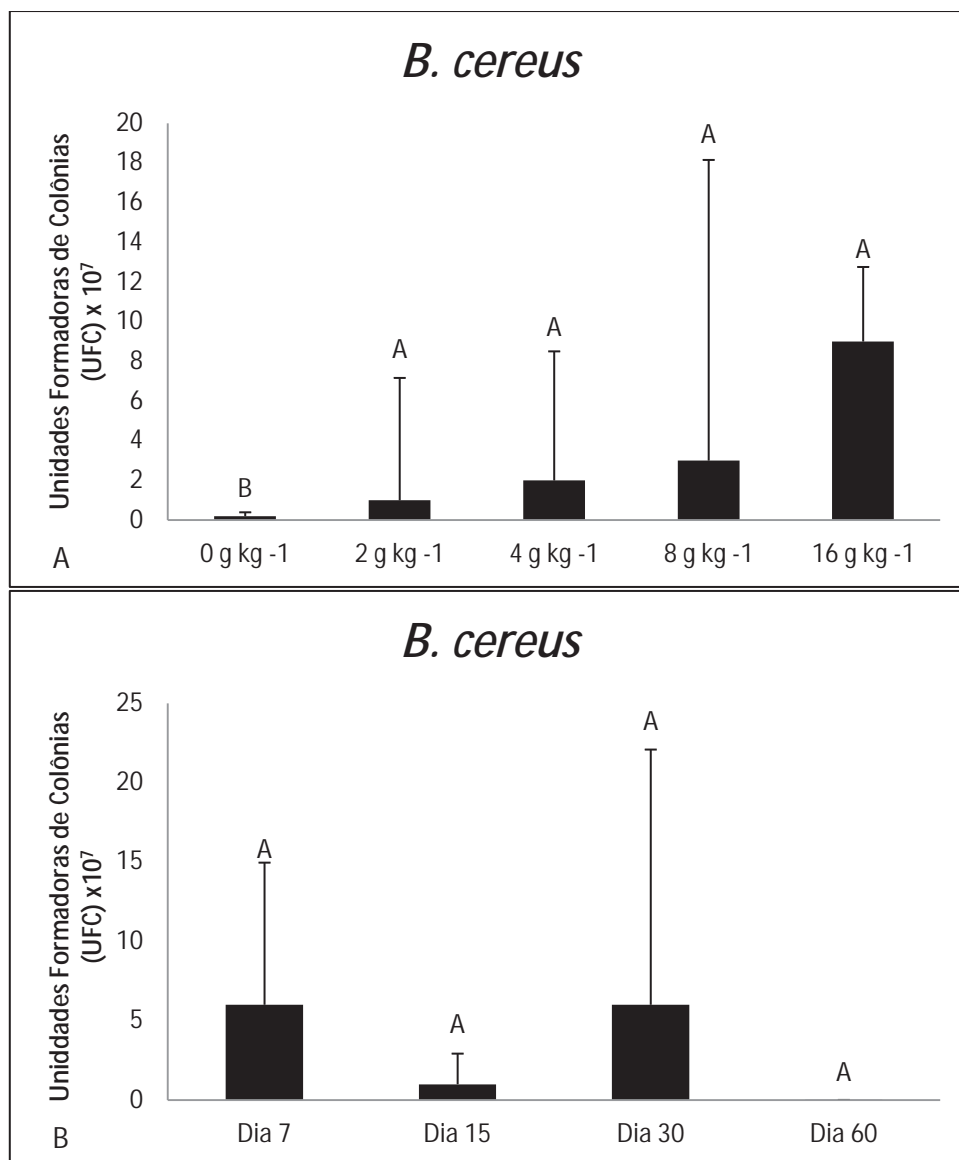 B. cereus
Unidades Formadoras de Colônias
(UFC) x 10⁷
20
18
16
14
12
10
8
6
4
2
0
B
A
A
A
A
0 g kg -1
2 g kg -1
4 g kg -1
8 g kg -1
16 g kg -1
A
B. cereus
Uniddades Formadoras de Colônias
(UFC) x10⁷
25
20
15
10
5
0
A
A
A
A
Dia 7
Dia 15
Dia 30
Dia 60
B